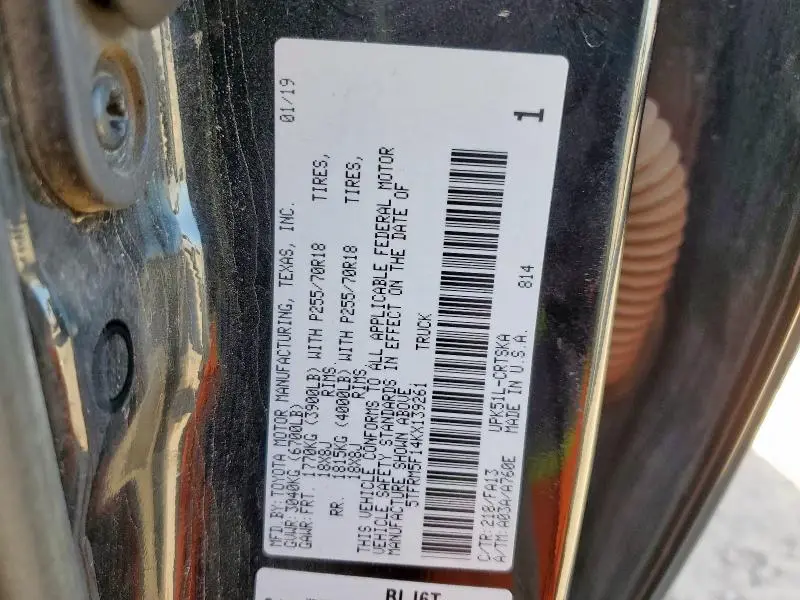 MFD.BY:TOYOTA MOTOR MANUFACTURING, TEXAS, INC. 01/19
GVWR:3040KG (6700LB)
GAWR:FRT. 1770KG (3900LB) WITH P255/70R18 TIRES,
18X8J RIMS
RR. 1815KG (4000LB) WITH P255/70R18 TIRES,
18X8J RIMS
THIS VEHICLE CONFORMS TO ALL APPLICABLE FEDERAL MOTOR
VEHICLE SAFETY STANDARDS IN EFFECT ON THE DATE OF
MANUFACTURE SHOWN ABOVE.
5TFRM5F14KX139261 TRUCK
1
C/TR:218/FA13 UPK51L-CRTSKA 814
A/TM:A03A/A760E MADE IN U.S.A.